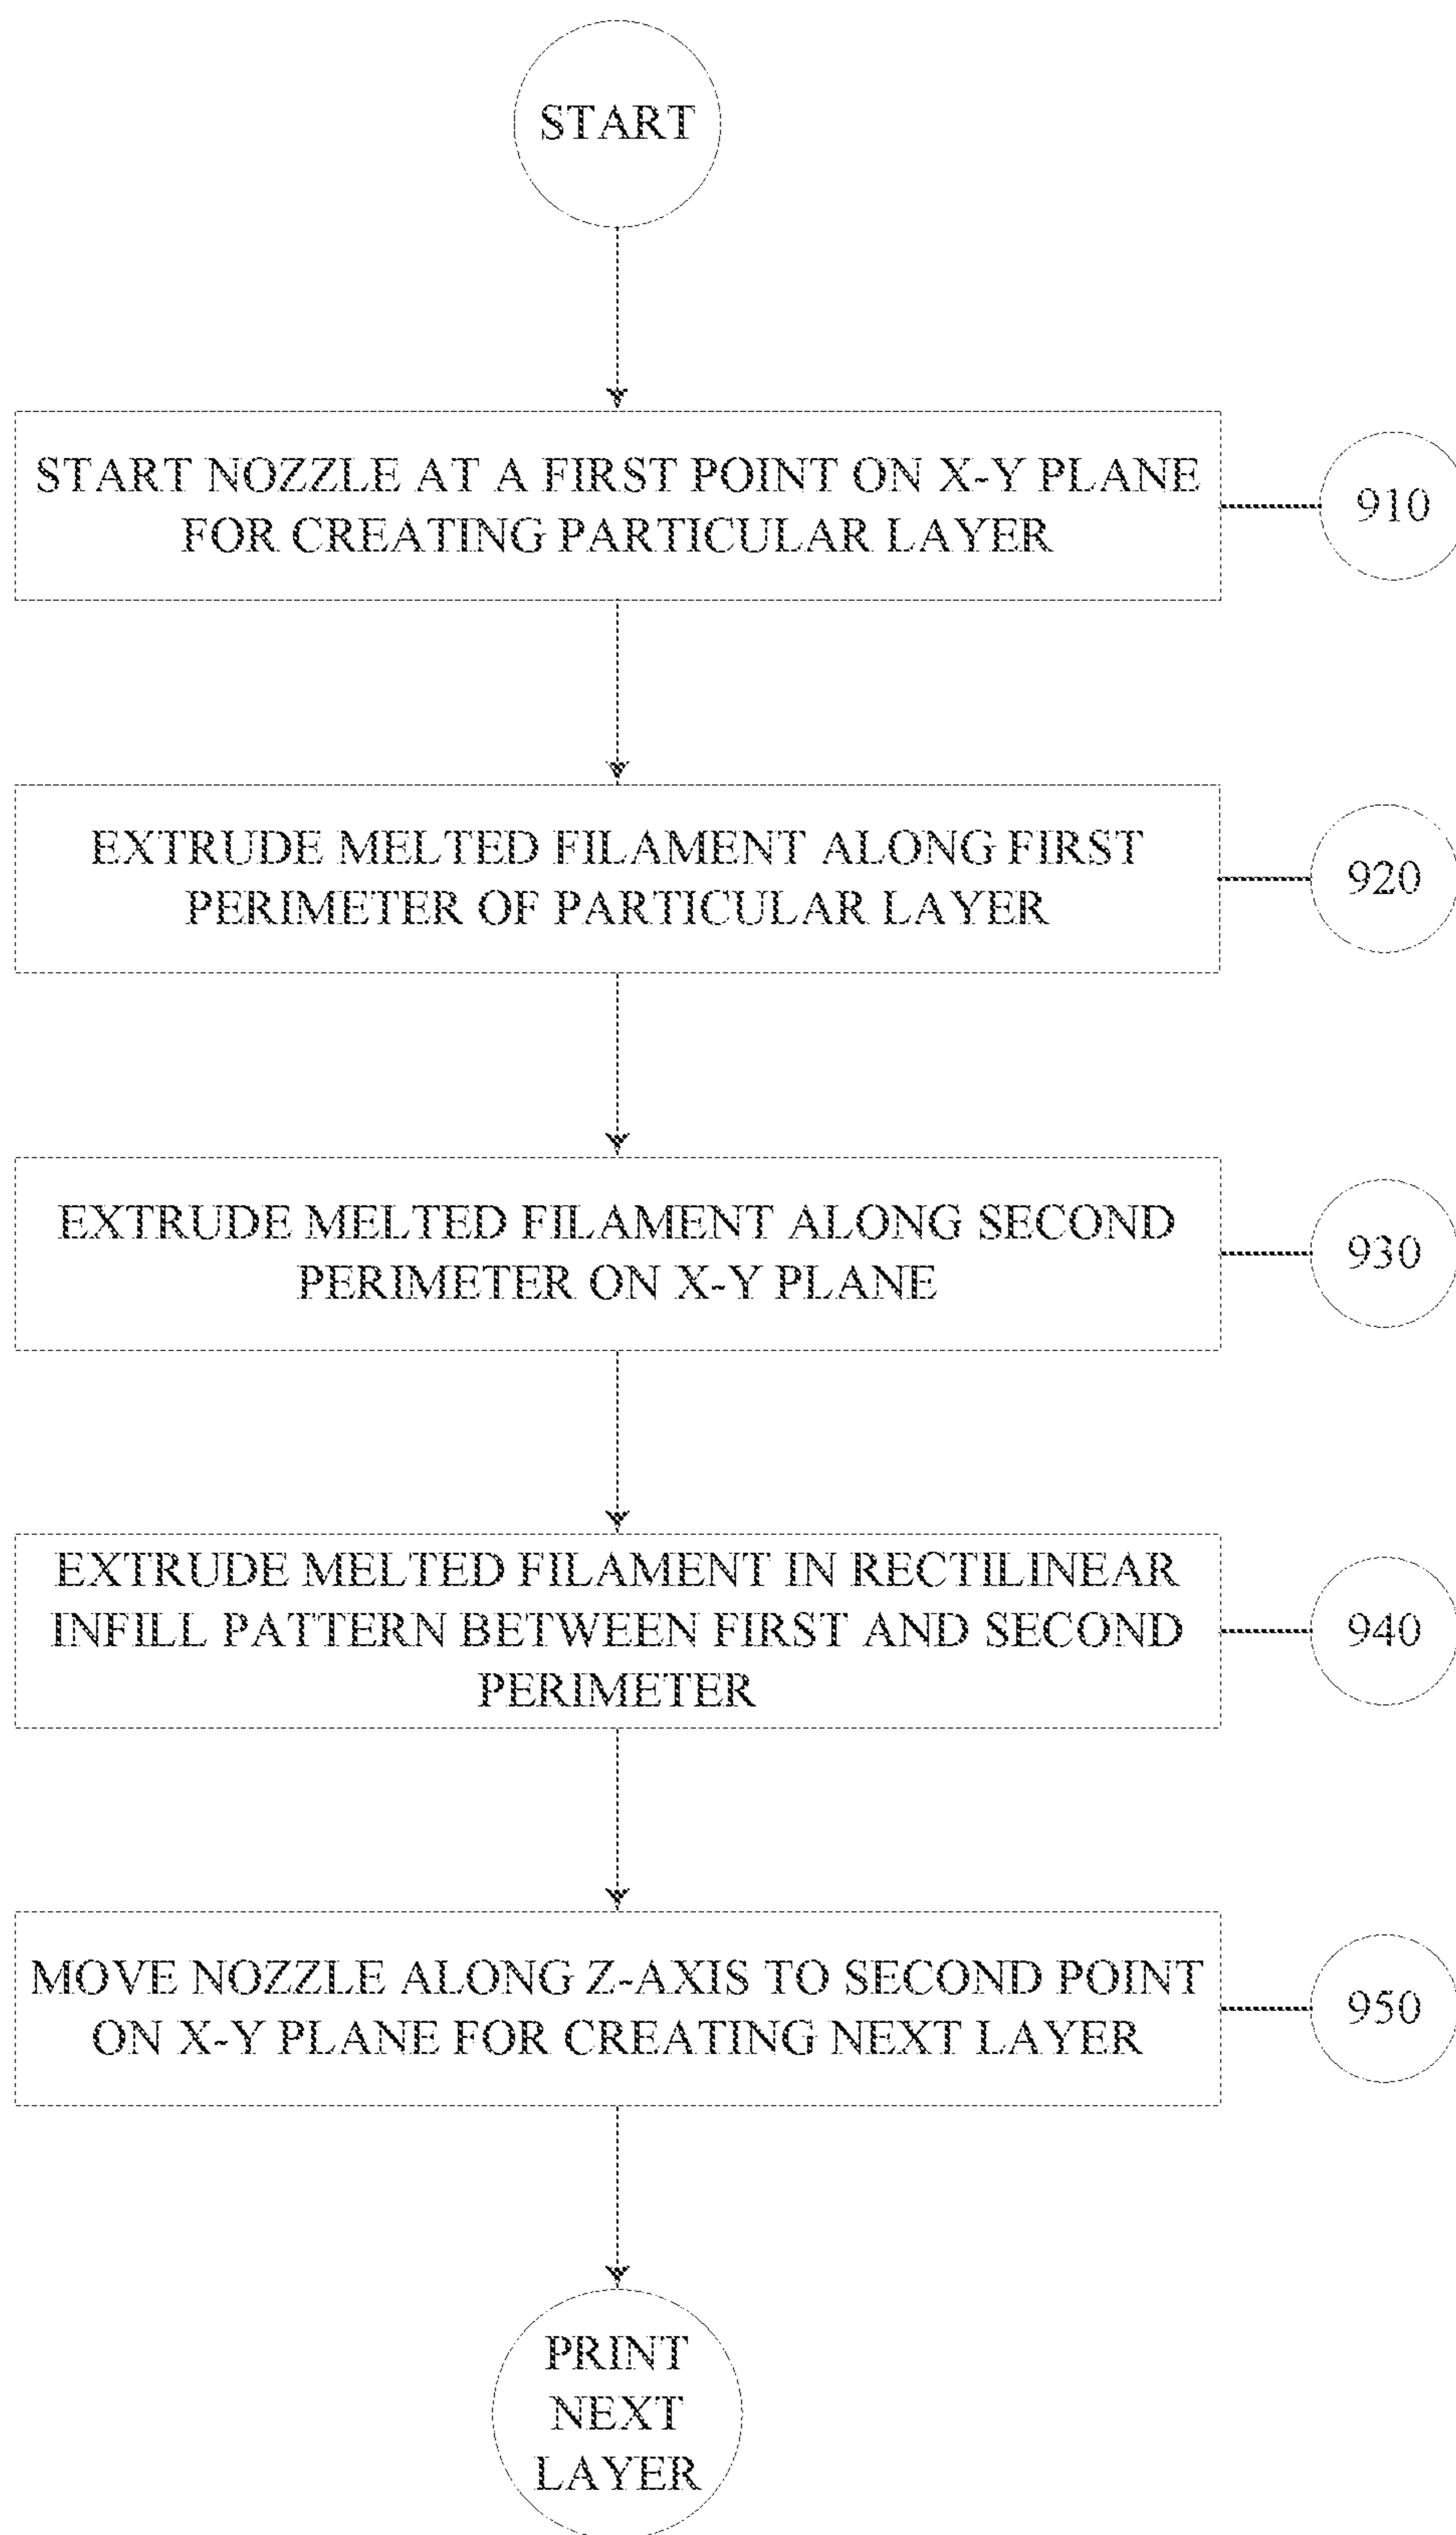 START
START NOZZLE AT A FIRST POINT ON X-Y PLANE
FOR CREATING PARTICULAR LAYER
910
EXTRUDE MELTED FILAMENT ALONG FIRST
PERIMETER OF PARTICULAR LAYER
920
EXTRUDE MELTED FILAMENT ALONG SECOND
PERIMETER ON X-Y PLANE
930
EXTRUDE MELTED FILAMENT IN RECTILINEAR
INFILL PATTERN BETWEEN FIRST AND SECOND
PERIMETER
940
MOVE NOZZLE ALONG Z-AXIS TO SECOND POINT
ON X-Y PLANE FOR CREATING NEXT LAYER
950
PRINT
NEXT
LAYER